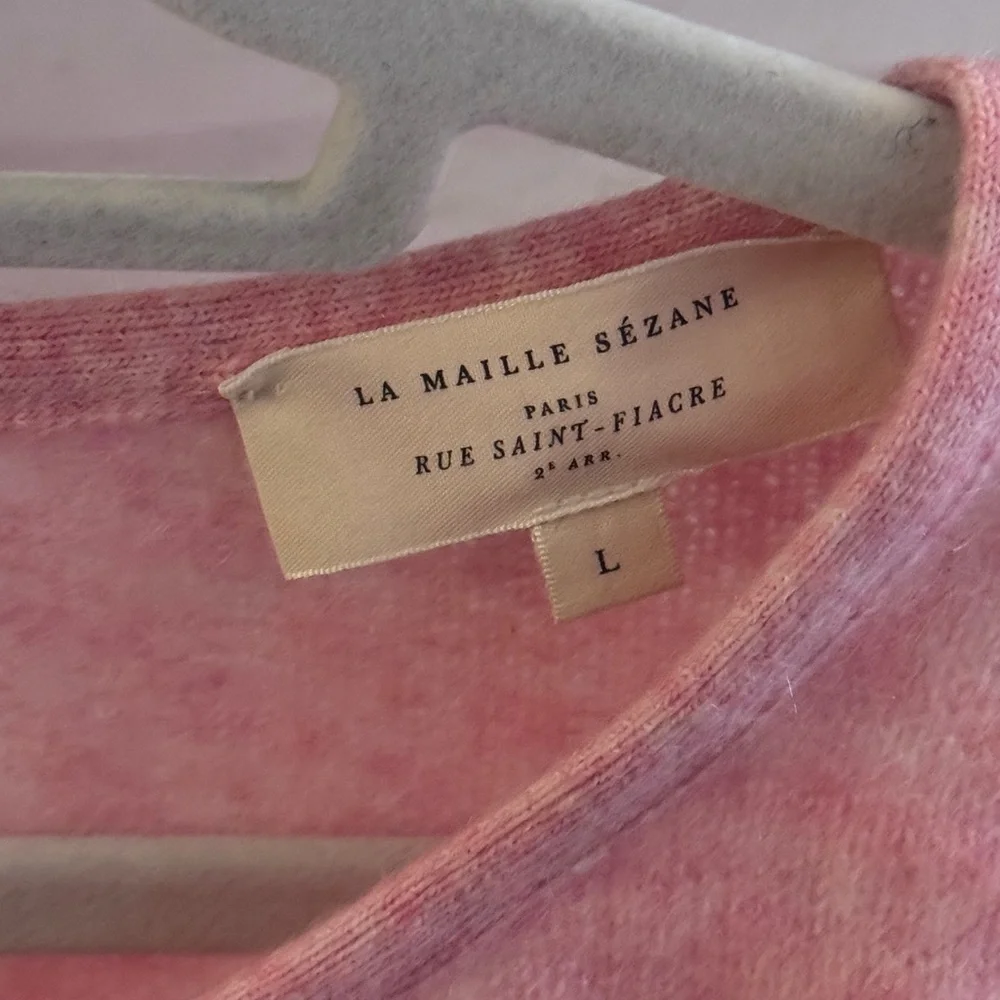 LA MAILLE SÉZANE
PARIS
RUE SAINT-FIACRE
2E ARR.
L